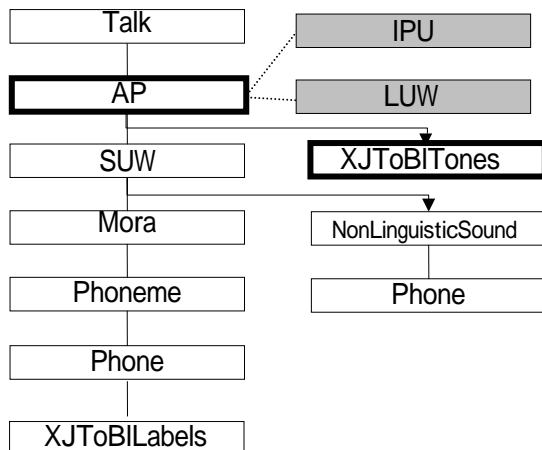 Talk
IPU
AP
LUW
SUW
XJToBITones
Mora
NonLinguisticSound
Phoneme
Phone
Phone
XJToBILabels